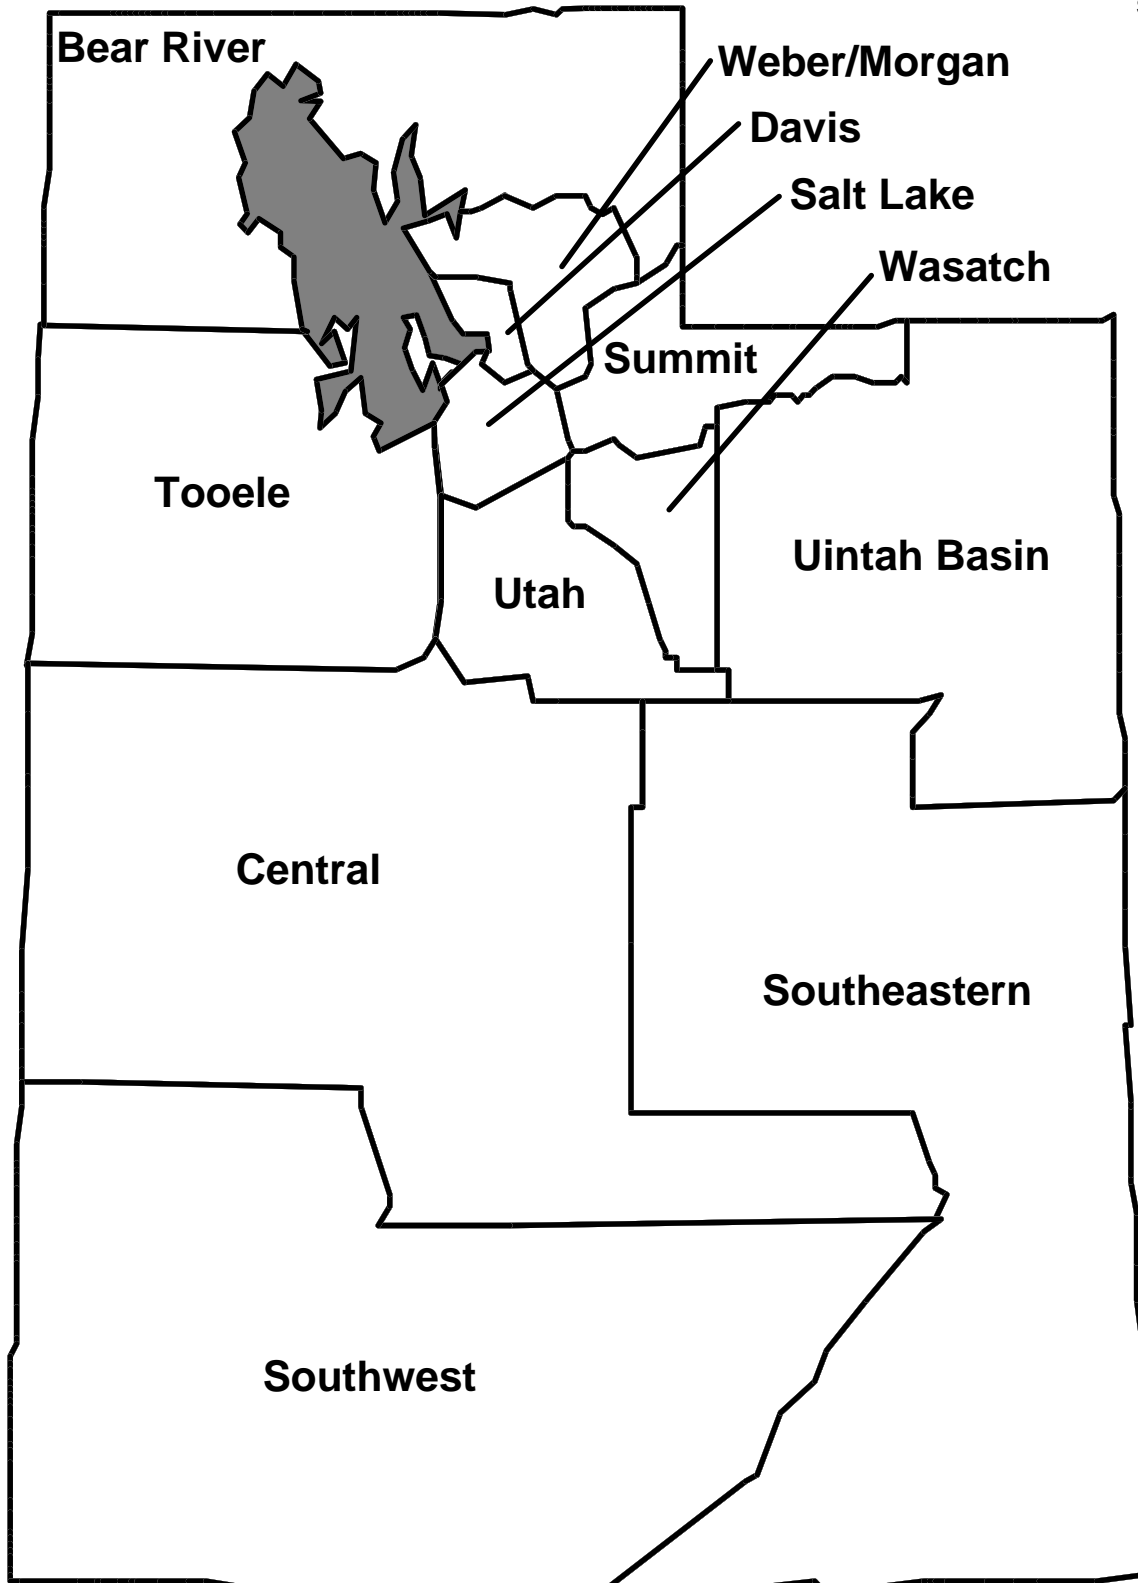 Bear River
Weber/Morgan
Davis
Salt Lake
Wasatch
Summit
Tooele
Uintah Basin
Utah
Central
Southeastern
Southwest